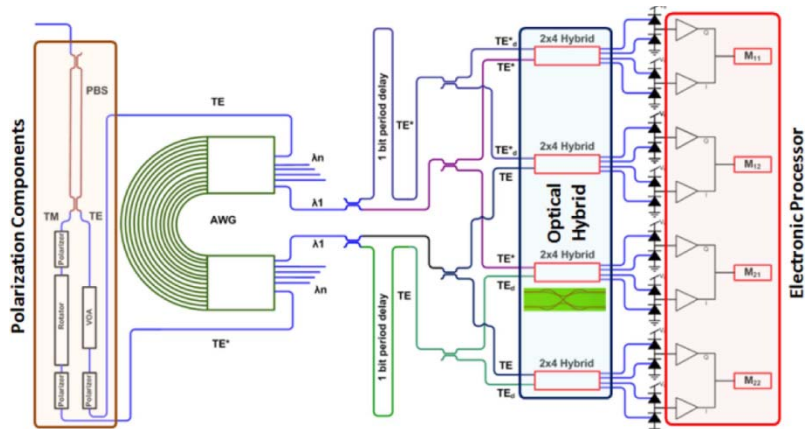 Polarization Components
PBS
TM
TE
Polarizer
Rotator
VOA
Polarizer
Polarizer
TE
TE*
AWG
λn
λ1
λ1
λn
1 bit period delay
TE*
1 bit period delay
TE
TE*d
TE*
TE*d
TE
TE*
TEd
TE
TEd
2x4 Hybrid
2x4 Hybrid
Optical
Hybrid
2x4 Hybrid
2x4 Hybrid
Q
I
M11
Q
I
M12
Q
I
M21
Q
I
M22
Electronic Processor